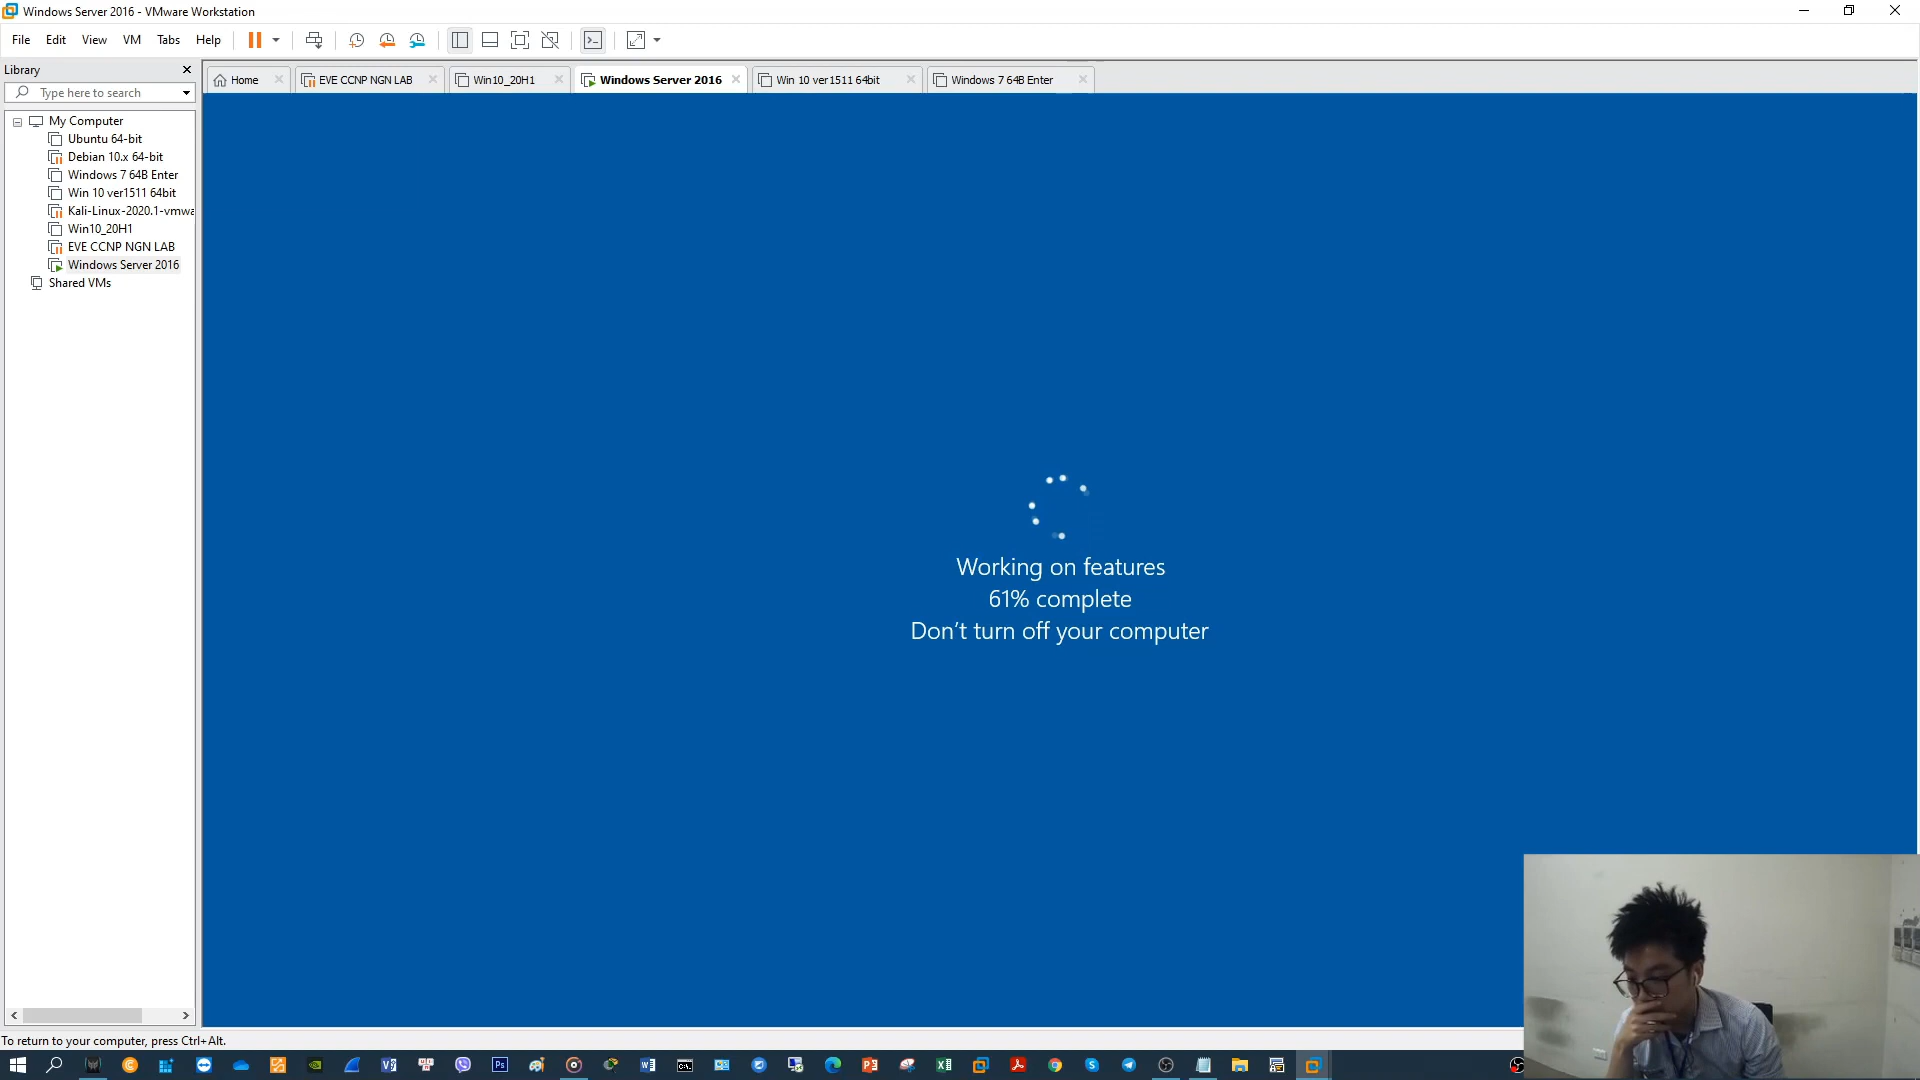 Windows Server 2016 - VMware Workstation
File Edit View VM Tabs Help
Library
Type here to search
Home
EVE CCNP NGN LAB
Win10_20H1
Windows Server 2016
Win 10 ver1511 64bit
Windows 7 64B Enter
My Computer
Ubuntu 64-bit
Debian 10.x 64-bit
Windows 7 64B Enter
Win 10 ver1511 64bit
Kali-Linux-2020.1-vmwa
Win10_20H1
EVE CCNP NGN LAB
Windows Server 2016
Shared VMs
Working on features
61% complete
Don't turn off your computer
To return to your computer, press Ctrl+Alt.